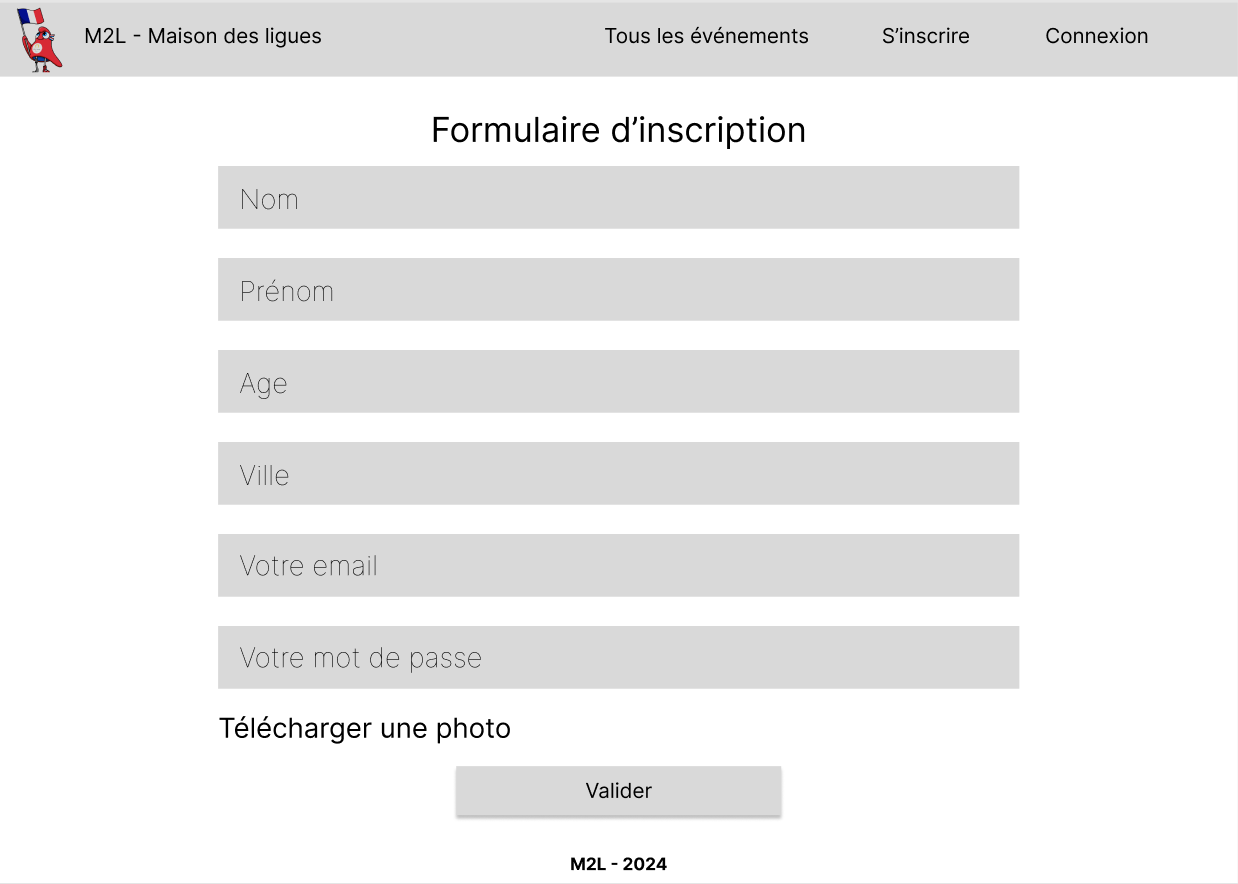 M2L - Maison des ligues
Tous les événements
S’inscrire
Connexion
Formulaire d’inscription
Nom
Prénom
Age
Ville
Votre email
Votre mot de passe
Télécharger une photo
Valider
M2L - 2024